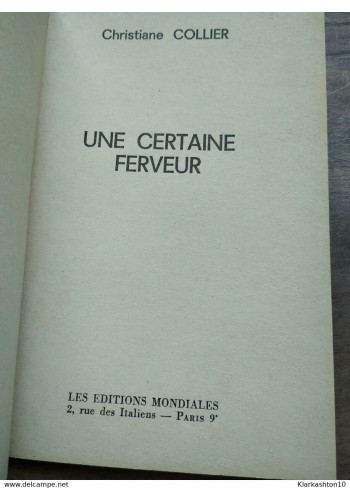 Christiane COLLIER
UNE CERTAINE
FERVEUR
LES EDITIONS MONDIALES
2, rue des Italiens — PARIS 9e
www.delcampe.net
Klarkashton10